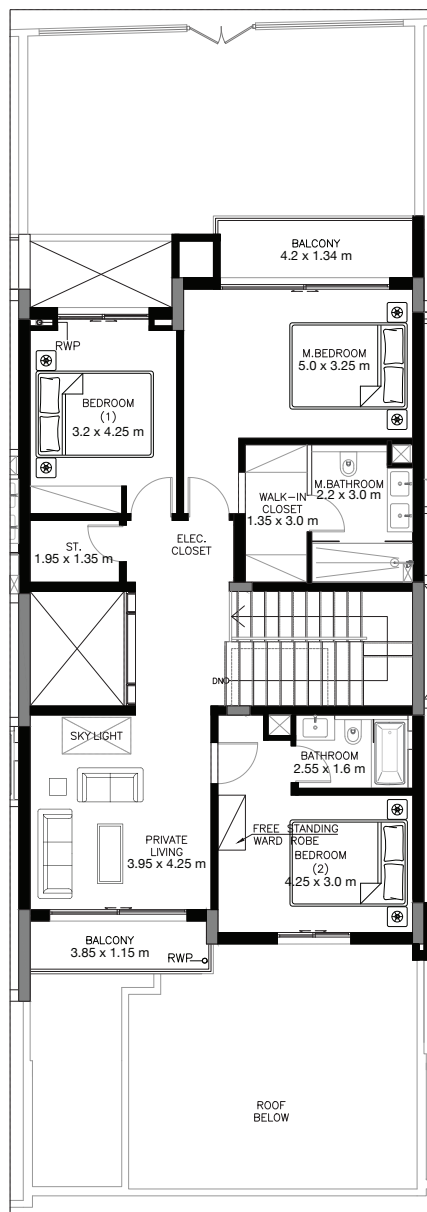 BALCONY
4.2 x 1.34 m
RWP
M.BEDROOM
5.0 x 3.25 m
BEDROOM
(1)
3.2 x 4.25 m
M.BATHROOM
2.2 x 3.0 m
WALK-IN
CLOSET
1.35 x 3.0 m
ST.
1.95 x 1.35 m
ELEC.
CLOSET
DN
SKY LIGHT
BATHROOM
2.55 x 1.6 m
FREE STANDING
WARD ROBE
PRIVATE
LIVING
3.95 x 4.25 m
BEDROOM
(2)
4.25 x 3.0 m
BALCONY
3.85 x 1.15 m
RWP
ROOF
BELOW